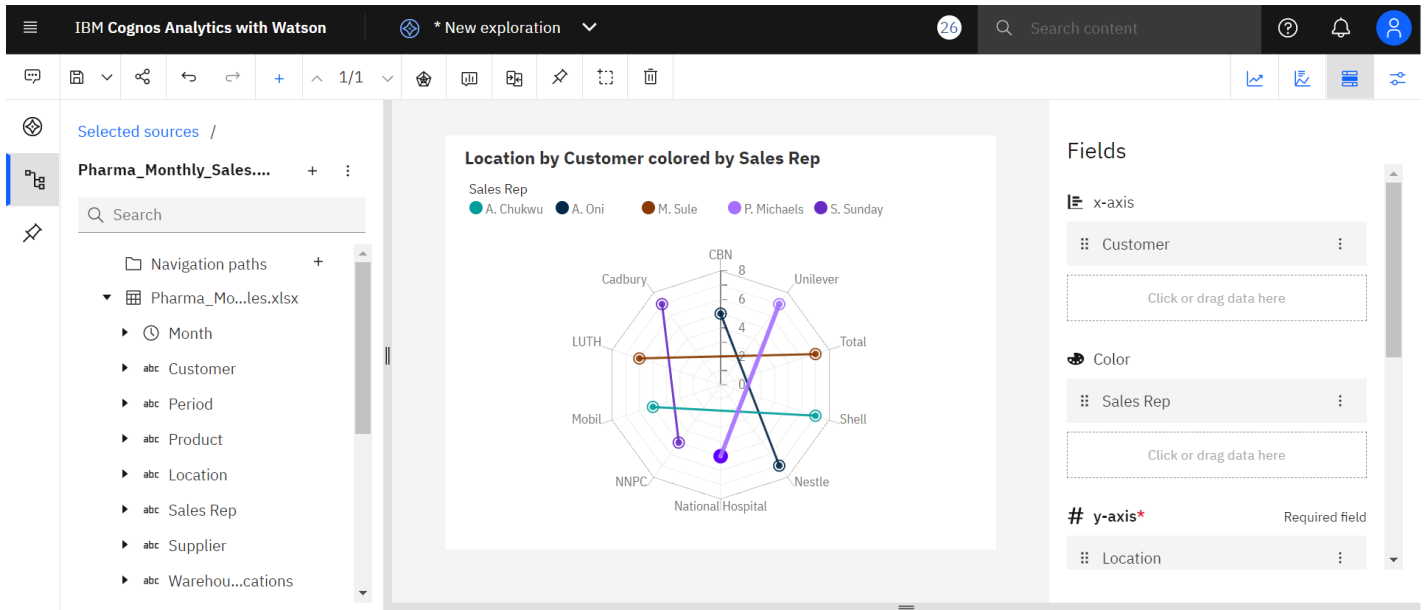 IBM Cognos Analytics with Watson
* New exploration
26
Search content
1/1
Selected sources /
Pharma_Monthly_Sales....
Search
Navigation paths
Pharma_Mo...les.xlsx
Month
abc Customer
abc Period
abc Product
abc Location
abc Sales Rep
abc Supplier
abc Warehou...cations
Location by Customer colored by Sales Rep
Sales Rep
A. Chukwu A. Oni M. Sule P. Michaels S. Sunday
CBN
Cadbury 8 Unilever
6
4
LUTH Total
2
0
Mobil Shell
NNPC Nestle
National Hospital
Fields
x-axis
Customer
Click or drag data here
Color
Sales Rep
Click or drag data here
# y-axis* Required field
Location